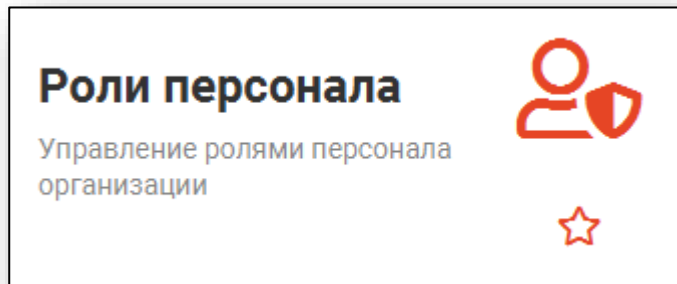 Роли персонала
Управление ролями персонала
организации